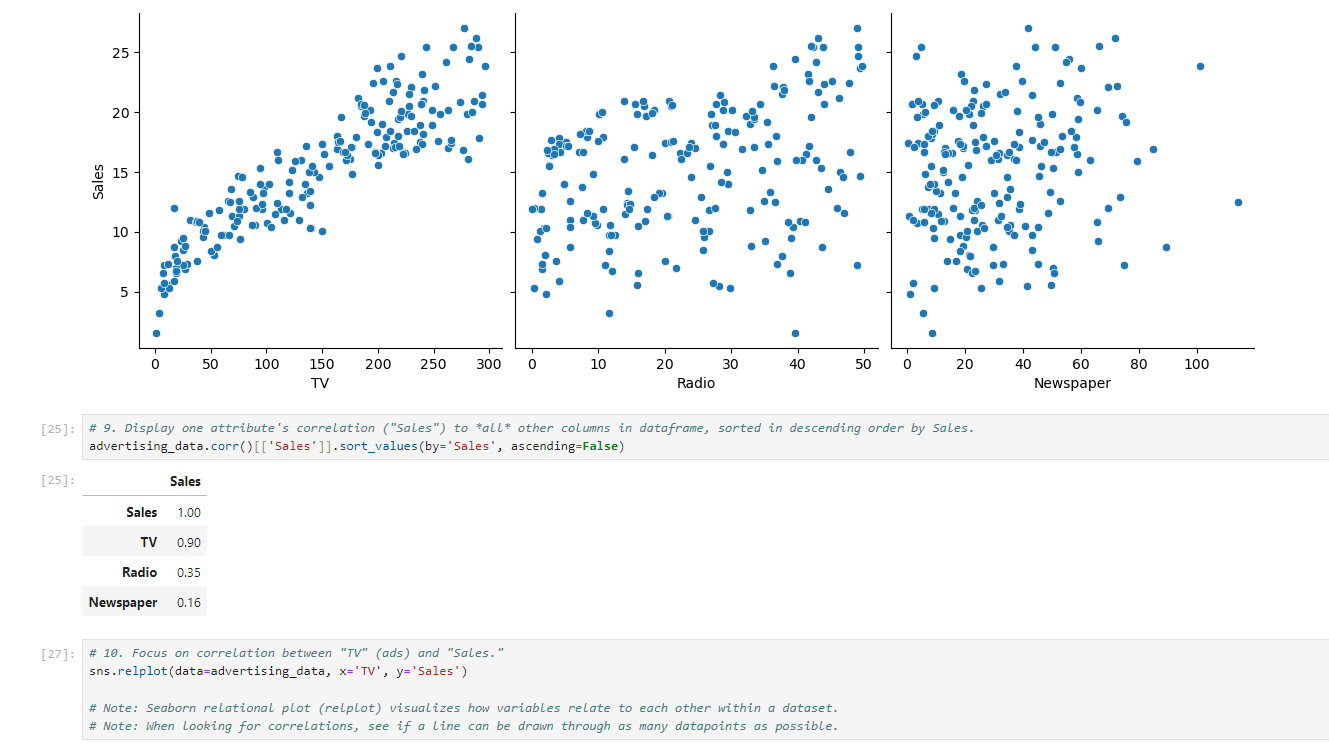 25
20
15
10
5
Sales
0 50 100 150 200 250 300
TV
0 10 20 30 40 50
Radio
0 20 40 60 80 100
Newspaper
[25]: # 9. Display one attribute's correlation ("Sales") to *all* other columns in dataframe, sorted in descending order by Sales.
advertising_data.corr()[['Sales']].sort_values(by='Sales', ascending=False)
[25]: Sales
Sales 1.00
TV 0.90
Radio 0.35
Newspaper 0.16
[27]: # 10. Focus on correlation between "TV" (ads) and "Sales."
sns.relplot(data=advertising_data, x='TV', y='Sales')
# Note: Seaborn relational plot (relplot) visualizes how variables relate to each other within a dataset.
# Note: When looking for correlations, see if a line can be drawn through as many datapoints as possible.